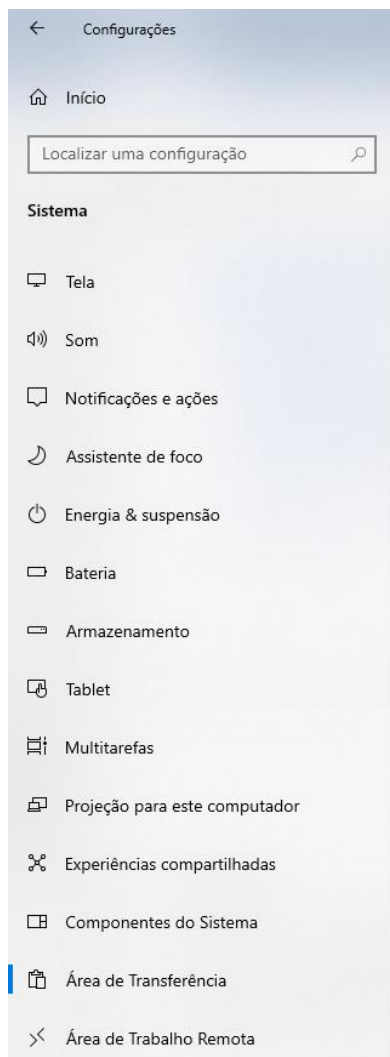 Configurações
Início
Localizar uma configuração
Sistema
Tela
Som
Notificações e ações
Assistente de foco
Energia & suspensão
Bateria
Armazenamento
Tablet
Multitarefas
Projeção para este computador
Experiências compartilhadas
Componentes do Sistema
Área de Transferência
Área de Trabalho Remota